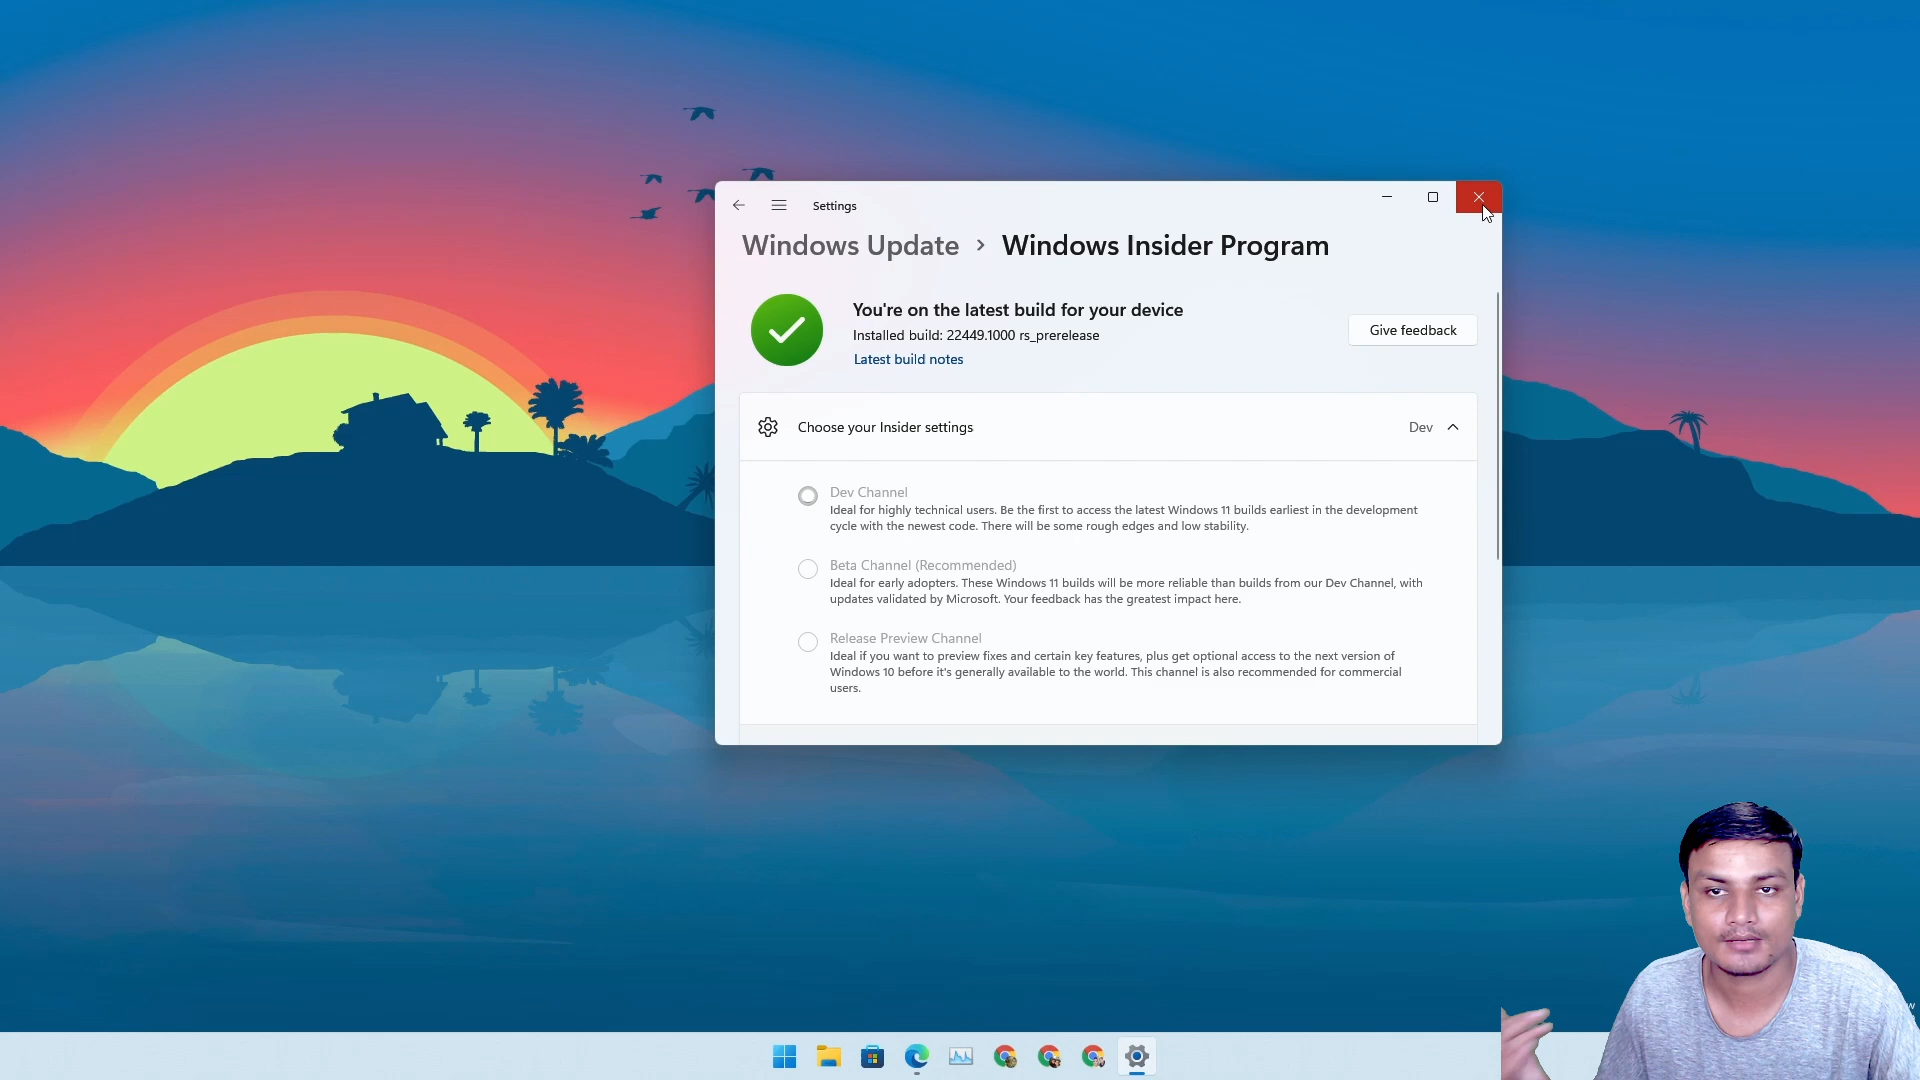 Settings
Windows Update > Windows Insider Program
You're on the latest build for your device
Installed build: 22449.1000 rs_prerelease
Latest build notes
Give feedback
Choose your Insider settings
Dev
Dev Channel
Ideal for highly technical users. Be the first to access the latest Windows 11 builds earliest in the development
cycle with the newest code. There will be some rough edges and low stability.
Beta Channel (Recommended)
Ideal for early adopters. These Windows 11 builds will be more reliable than builds from our Dev Channel, with
updates validated by Microsoft. Your feedback has the greatest impact here.
Release Preview Channel
Ideal if you want to preview fixes and certain key features, plus get optional access to the next version of
Windows 10 before it's generally available to the world. This channel is also recommended for commercial
users.